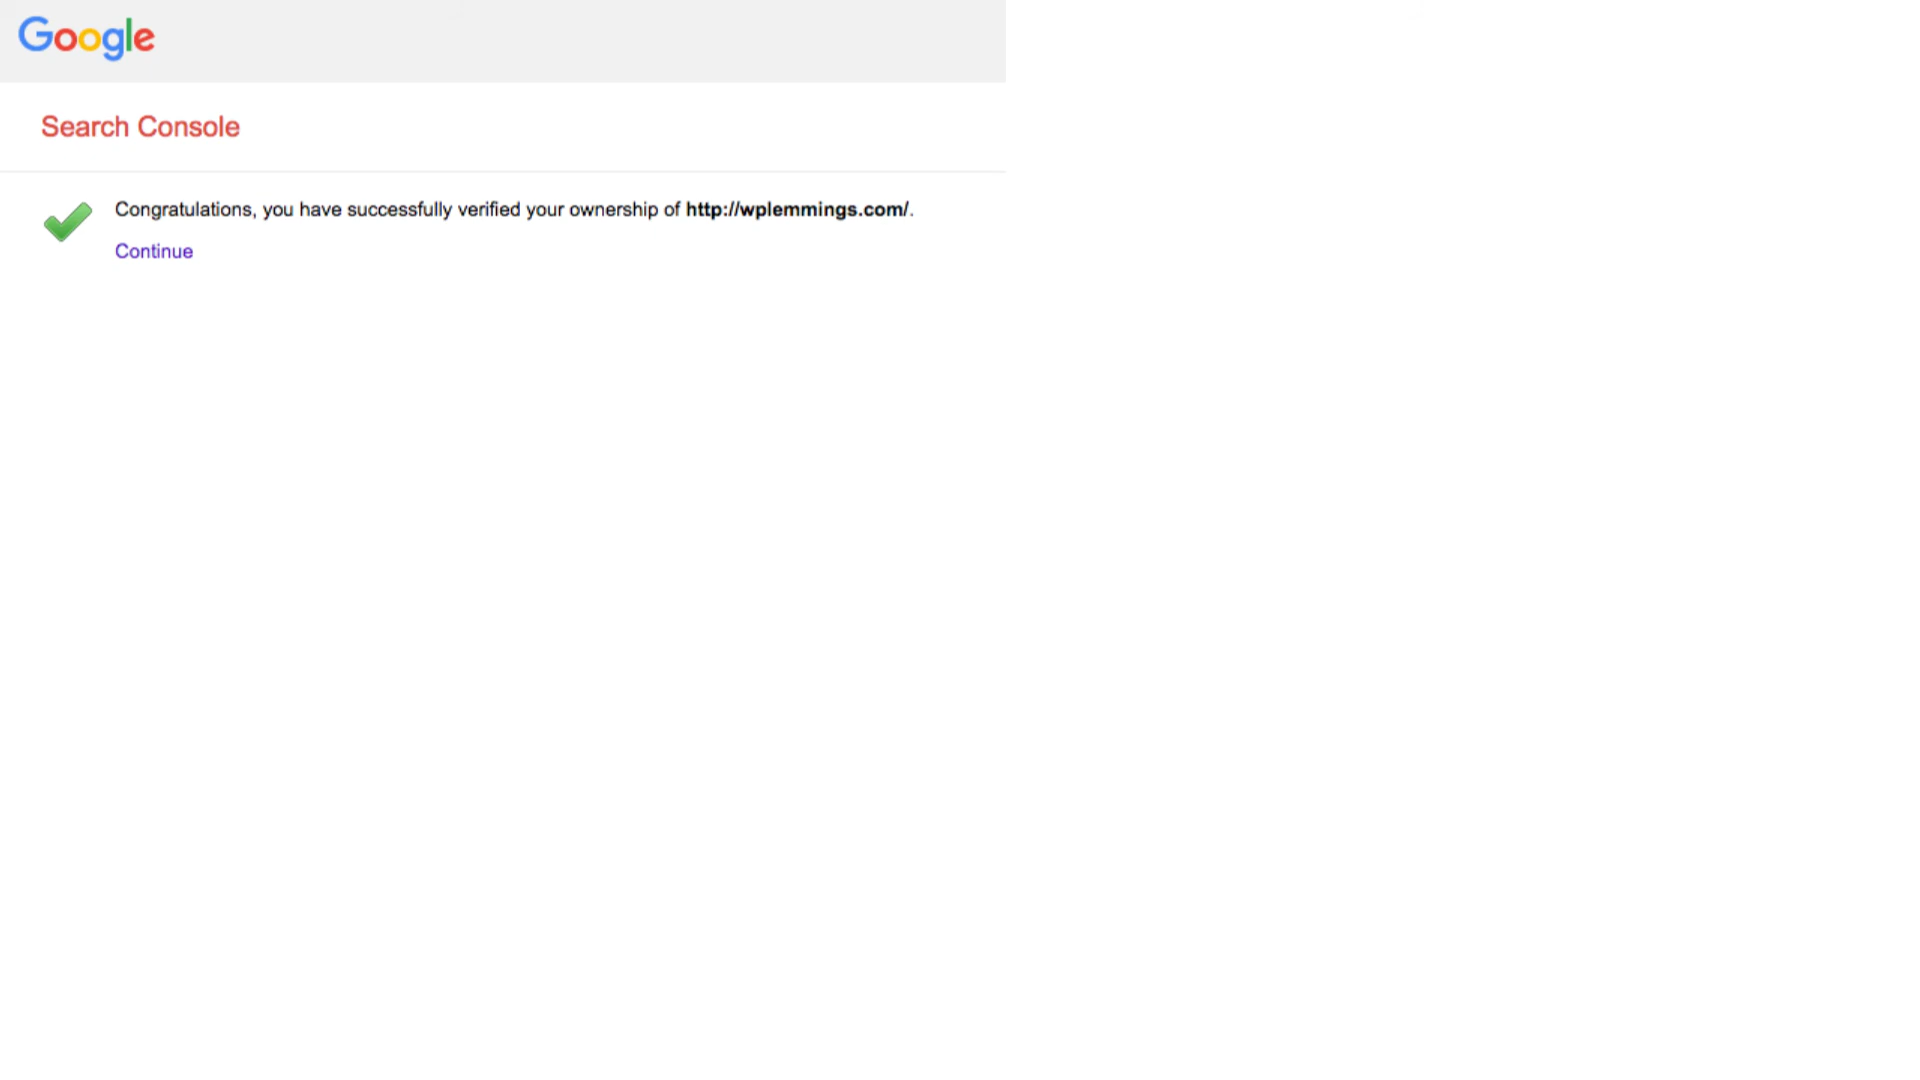 Google
Search Console
Congratulations, you have successfully verified your ownership of http://wplemmings.com/.
Continue